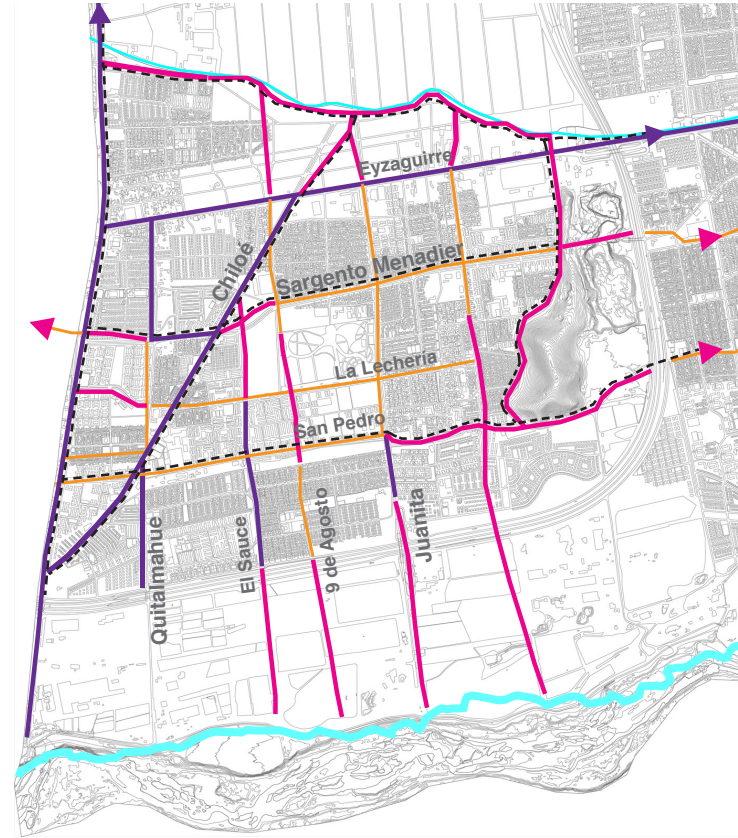 Eyzaguirre
Chiloé
Sargento Menadier
La Lechería
San Pedro
Quitalmahue
El Sauce
9 de Agosto
Juanita